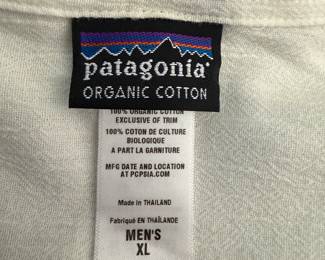 patagonia®
ORGANIC COTTON
100% ORGANIC COTTON
EXCLUSIVE OF TRIM
100% COTON DE CULTURE
BIOLOGIQUE
A PART LA GARNITURE
MFG DATE AND LOCATION
AT PCPSIA.COM
Made in THAILAND
Fabriqué EN THAÏLANDE
MEN'S
XL